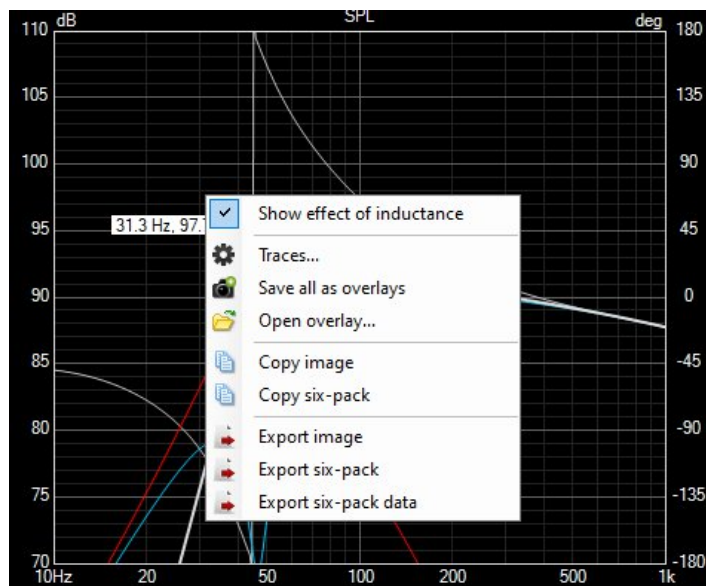 SPL
110 dB
deg 180
105
135
100
90
95
45
31.3 Hz, 97.
90
0
85
-45
80
-90
75
-135
70
-180
10Hz 20 50 100 200 500 1k
Show effect of inductance
Traces...
Save all as overlays
Open overlay...
Copy image
Copy six-pack
Export image
Export six-pack
Export six-pack data